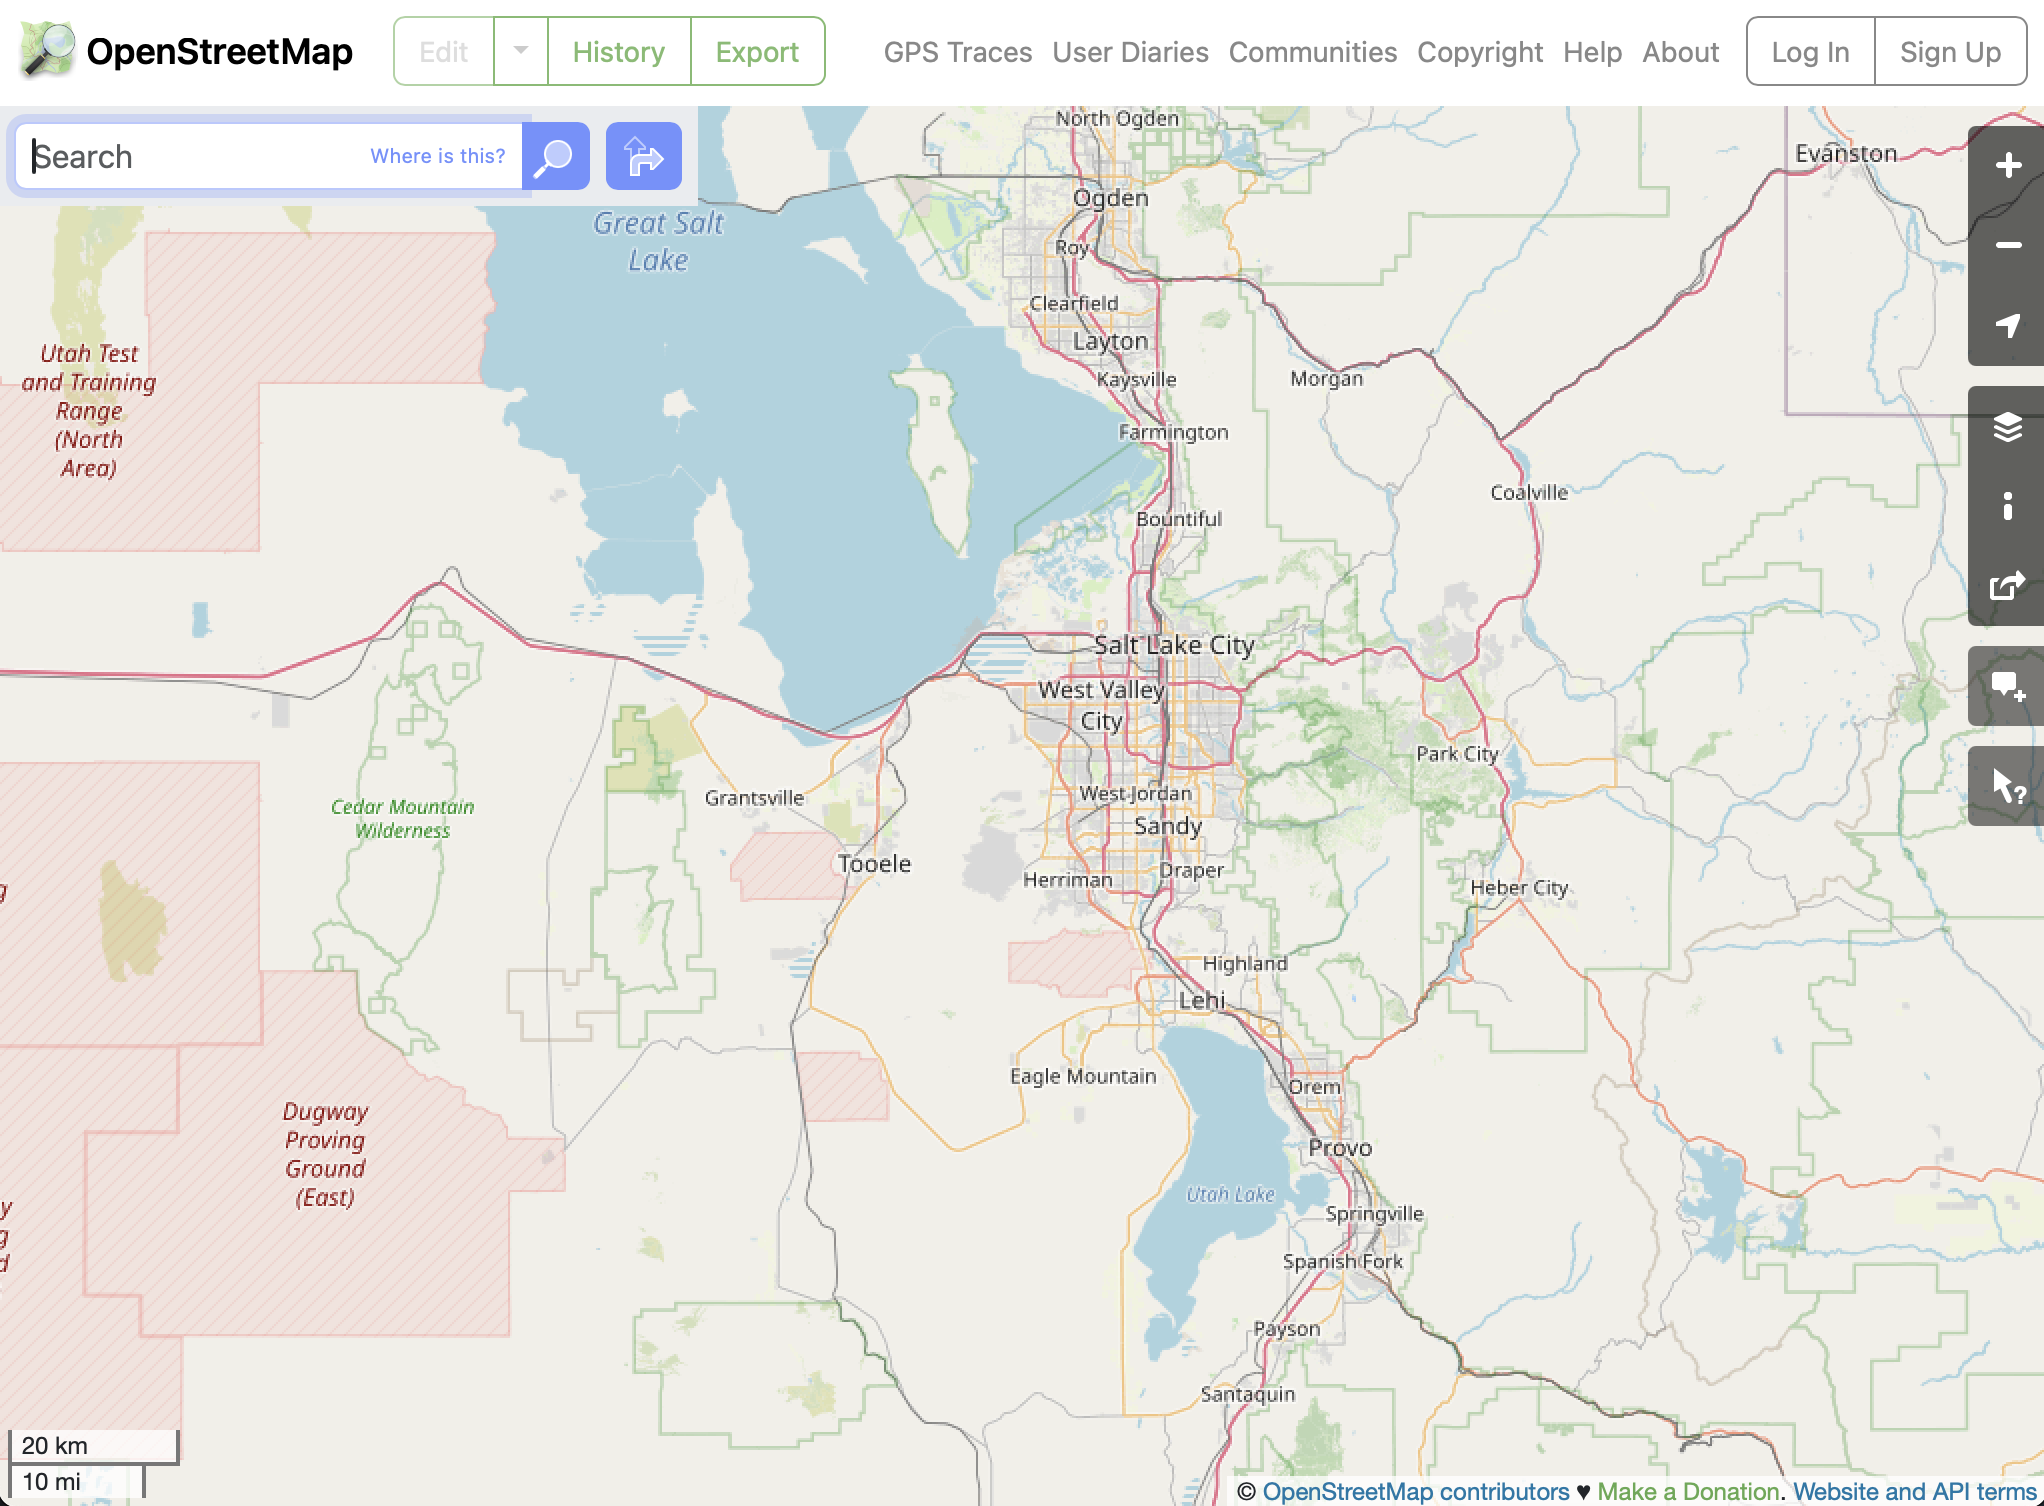 OpenStreetMap
Edit
History
Export
GPS Traces
User Diaries
Communities
Copyright
Help
About
Log In
Sign Up
Search
Where is this?
North Ogden
Evanston
Ogden
Great Salt
Lake
Roy
Clearfield
Layton
Utah Test
and Training
Range
(North
Area)
Kaysville
Morgan
Farmington
Coalville
Bountiful
Salt Lake City
West Valley
City
Park City
Grantsville
West Jordan
Cedar Mountain
Wilderness
Sandy
Tooele
Draper
Herriman
Heber City
g
Highland
Lehi
Eagle Mountain
Orem
Dugway
Proving
Ground
(East)
Provo
Utah Lake
y
g
d
Springville
Spanish Fork
Payson
Santaquin
20 km
10 mi
© OpenStreetMap contributors ♥ Make a Donation. Website and API terms